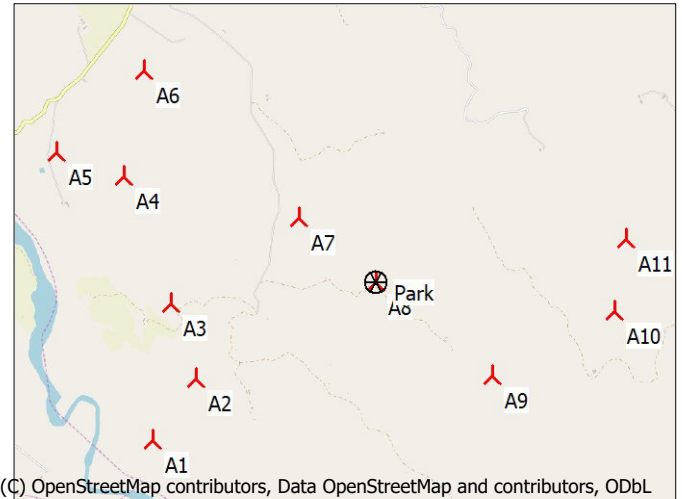 A6
A5
A4
A7
A11
Park
A8
A3
A10
A2
A9
A1
(C) OpenStreetMap contributors, Data OpenStreetMap and contributors, ODbL